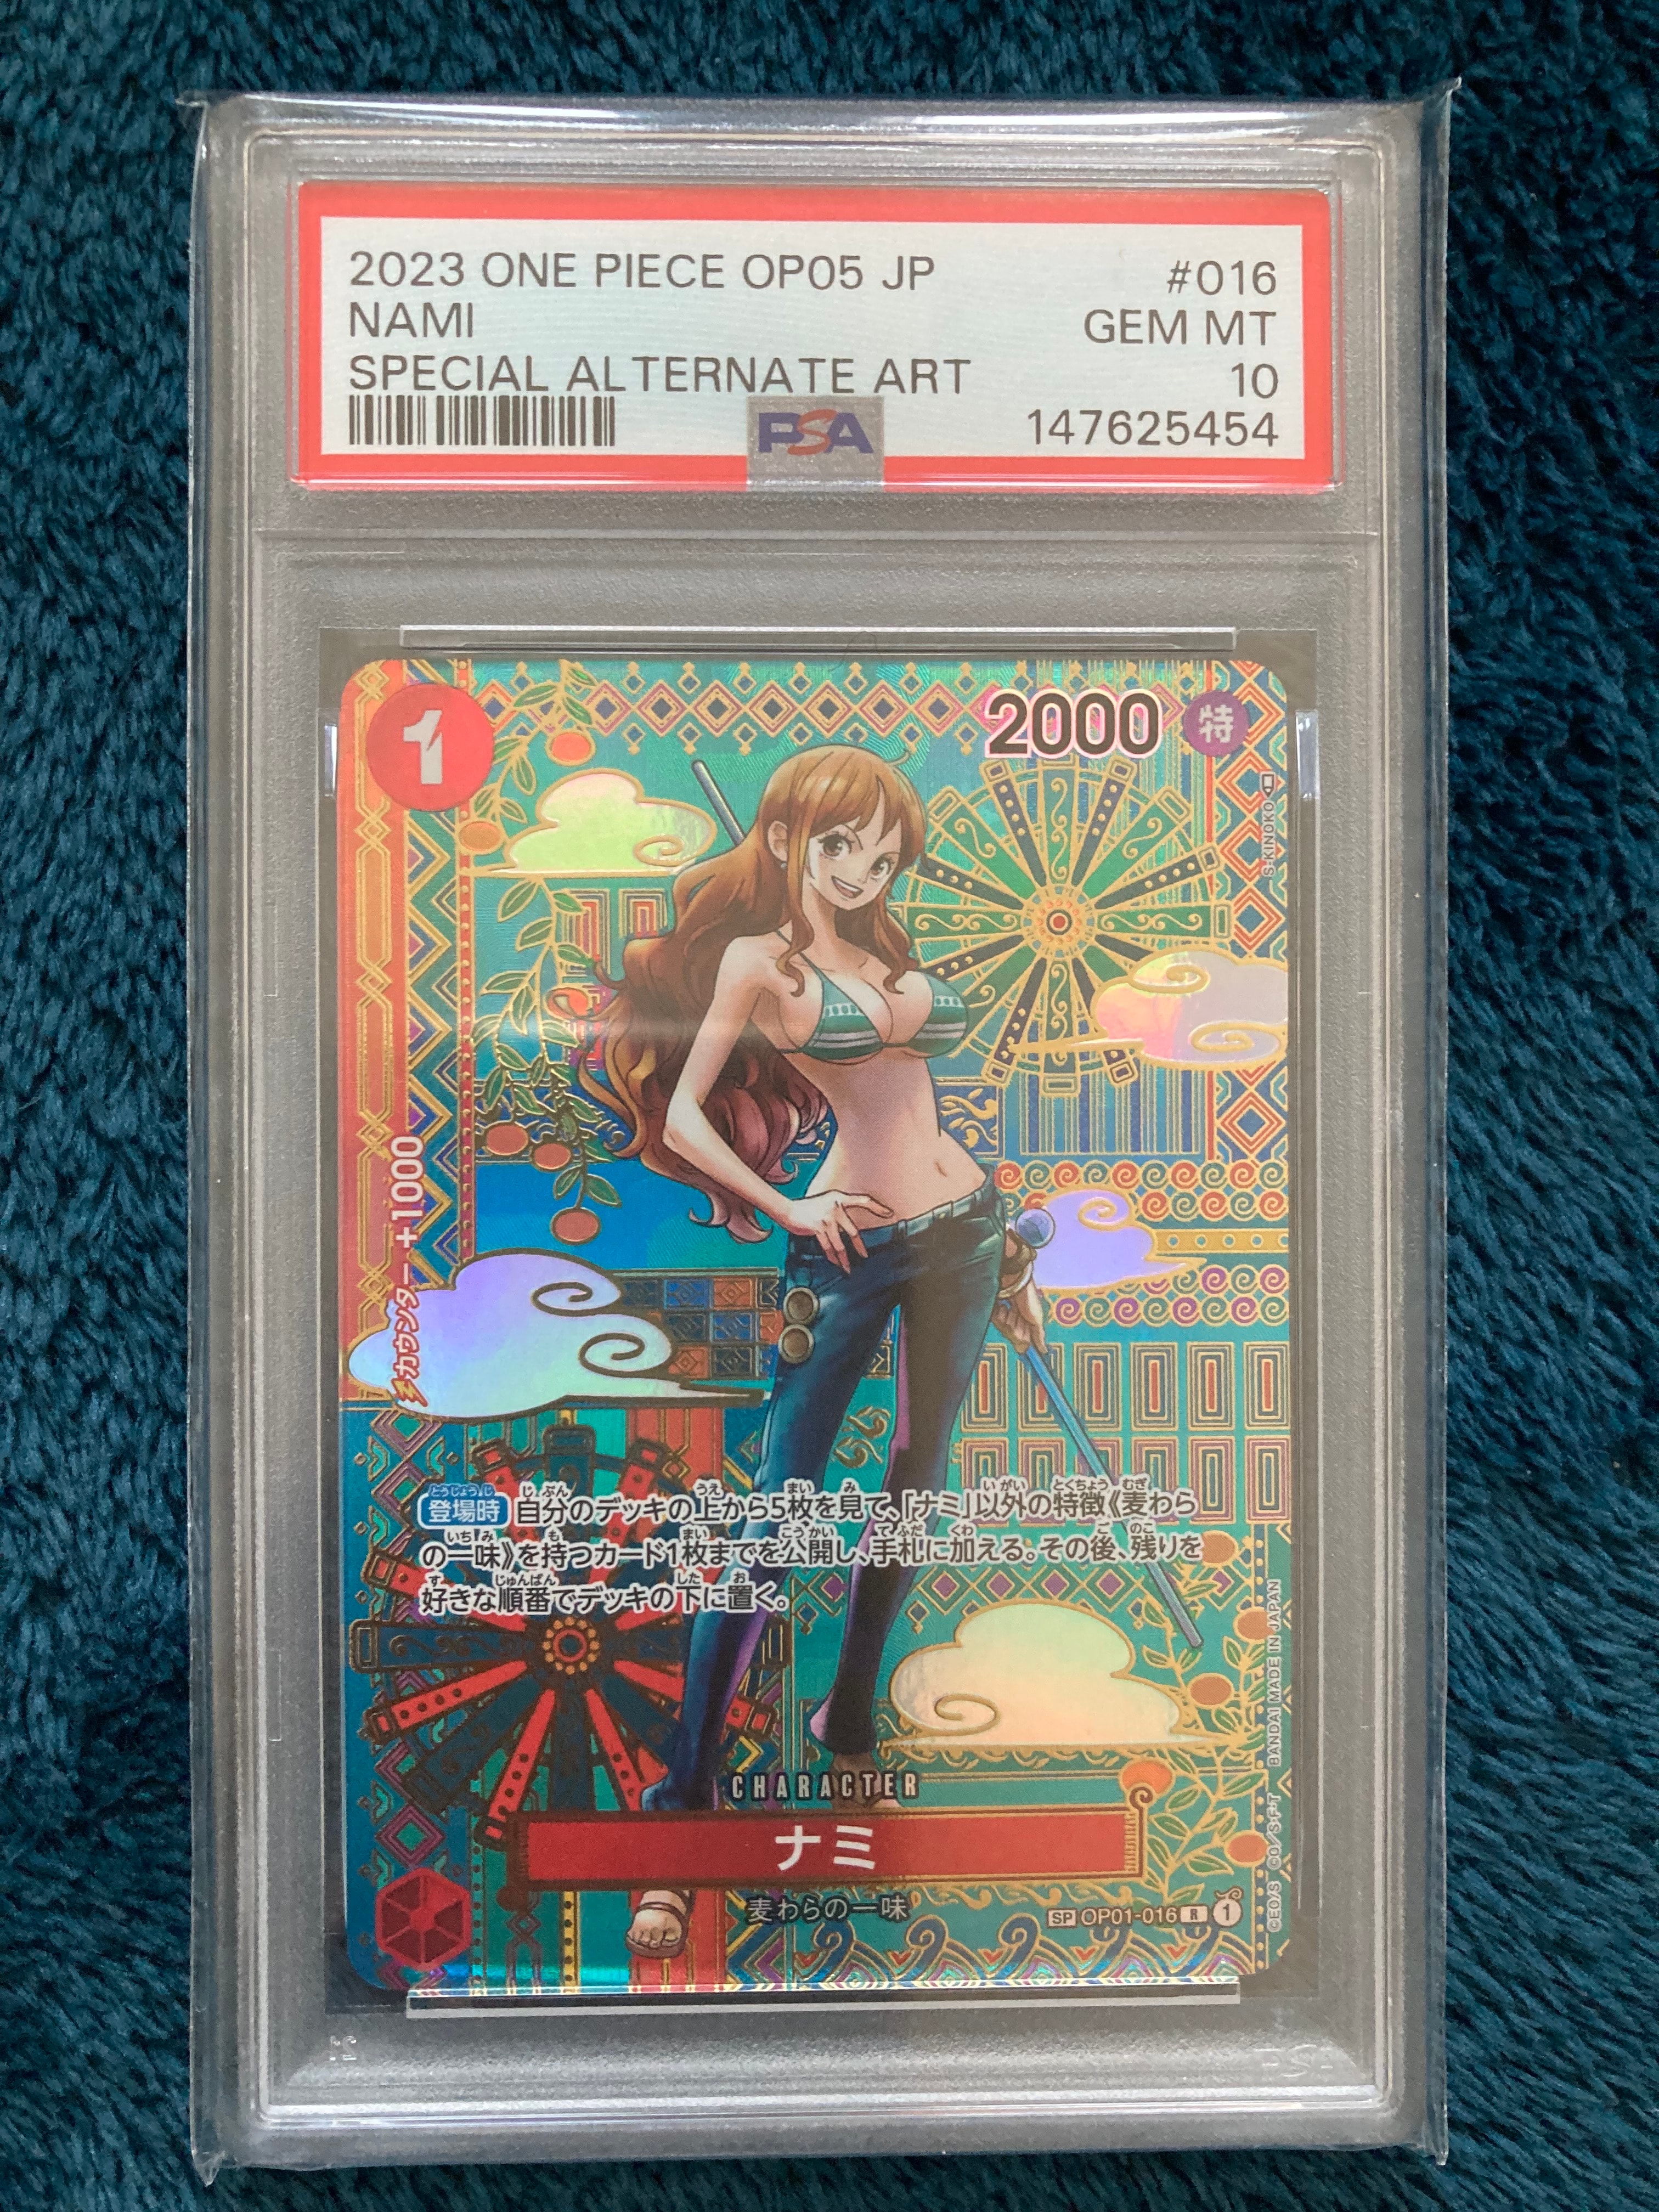 2023 ONE PIECE OP05 JP #016
NAMI GEM MT
SPECIAL ALTERNATE ART 10
PSA 147625454
1
2000 特
S-KINOKO
カウンター +1000
登場時 自分のデッキの上から5枚を見て、「ナミ」以外の特徴《麦わら
の一味》を持つカード1枚までを公開し、手札に加える。その後、残りを
好きな順番でデッキの下に置く。
CHARACTER
ナミ
麦わらの一味
SP OP01-016 R 1
©EO/S ©O/S・F・T BANDAI MADE IN JAPAN